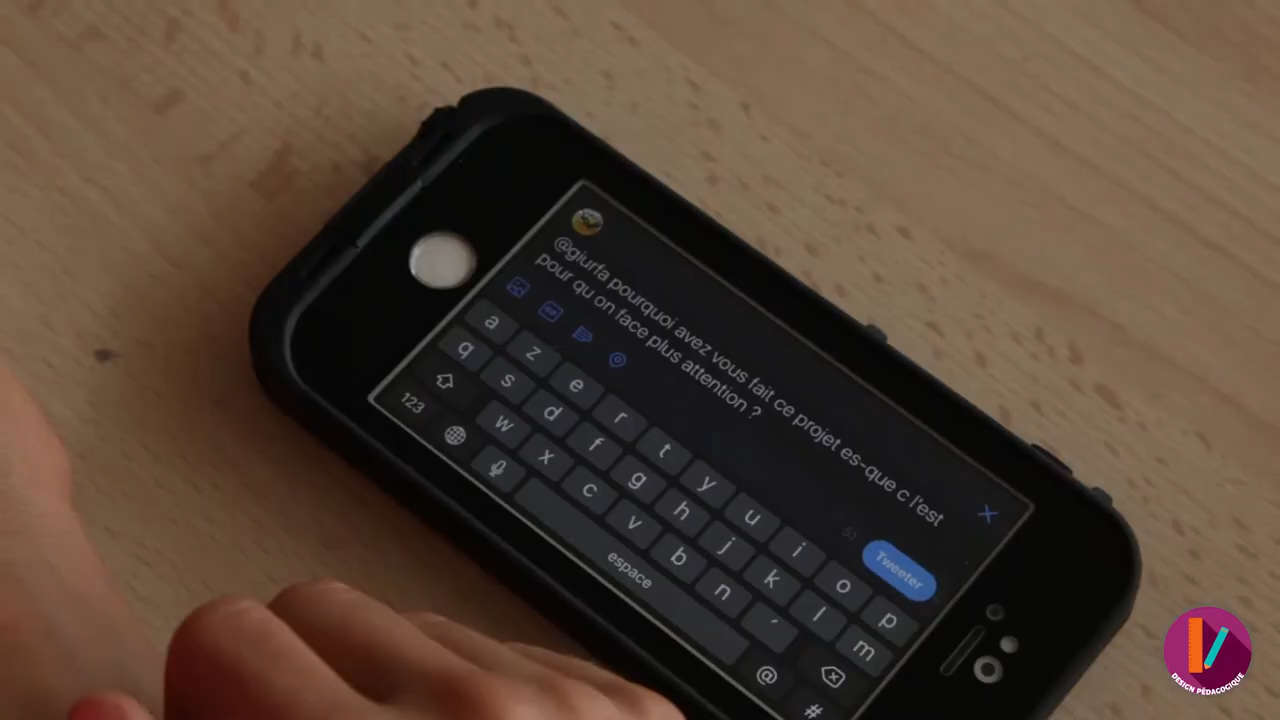 @giurfa pourquoi avez vous fait ce projet es-que c l'est
pour qu on face plus attention ?
51
Tweeter
a z e r t y u i o p
q s d f g h j k l m
w x c v b n ´
123
espace
@ #
DESIGN PÉDAGOGIQUE